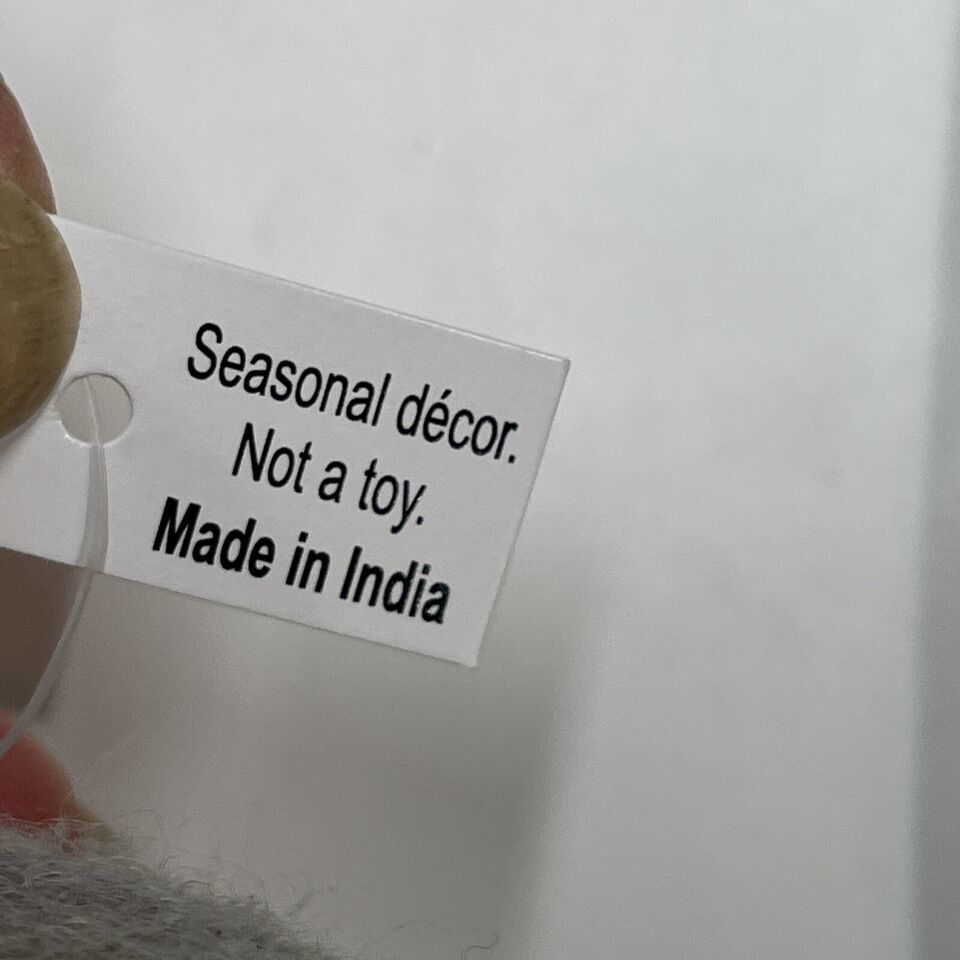 Seasonal décor.
Not a toy.
Made in India